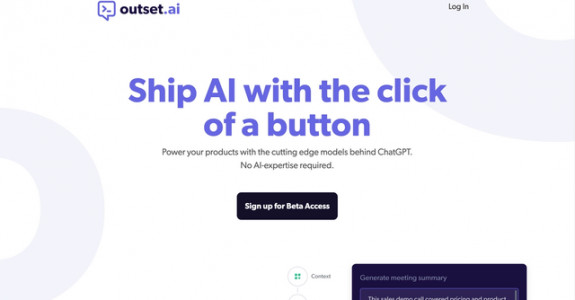 outset.ai
Log In
Ship AI with the click
of a button
Power your products with the cutting edge models behind ChatGPT.
No AI-expertise required.
Sign up for Beta Access
Context
Generate meeting summary
This sales demo call covered pricing and product